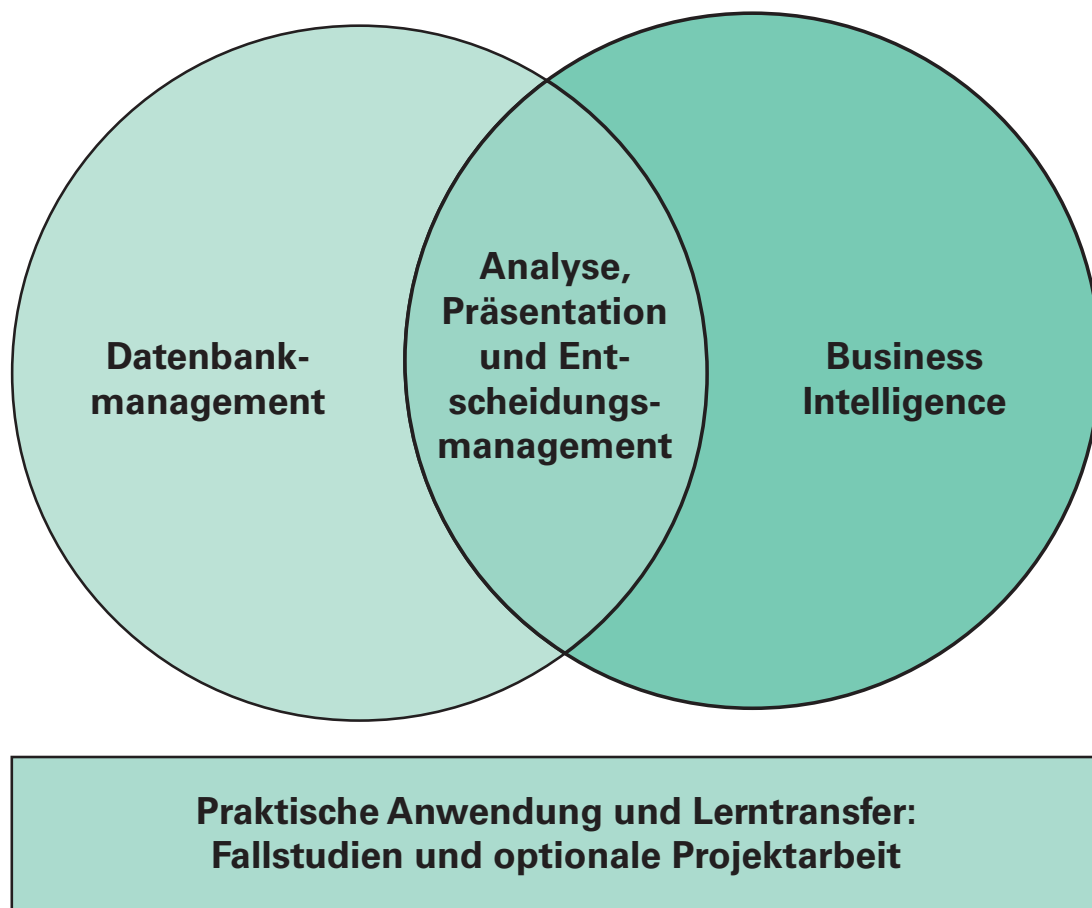 Datenbank-
management
Analyse,
Präsentation
und Ent-
scheidungs-
management
Business
Intelligence
Praktische Anwendung und Lerntransfer:
Fallstudien und optionale Projektarbeit